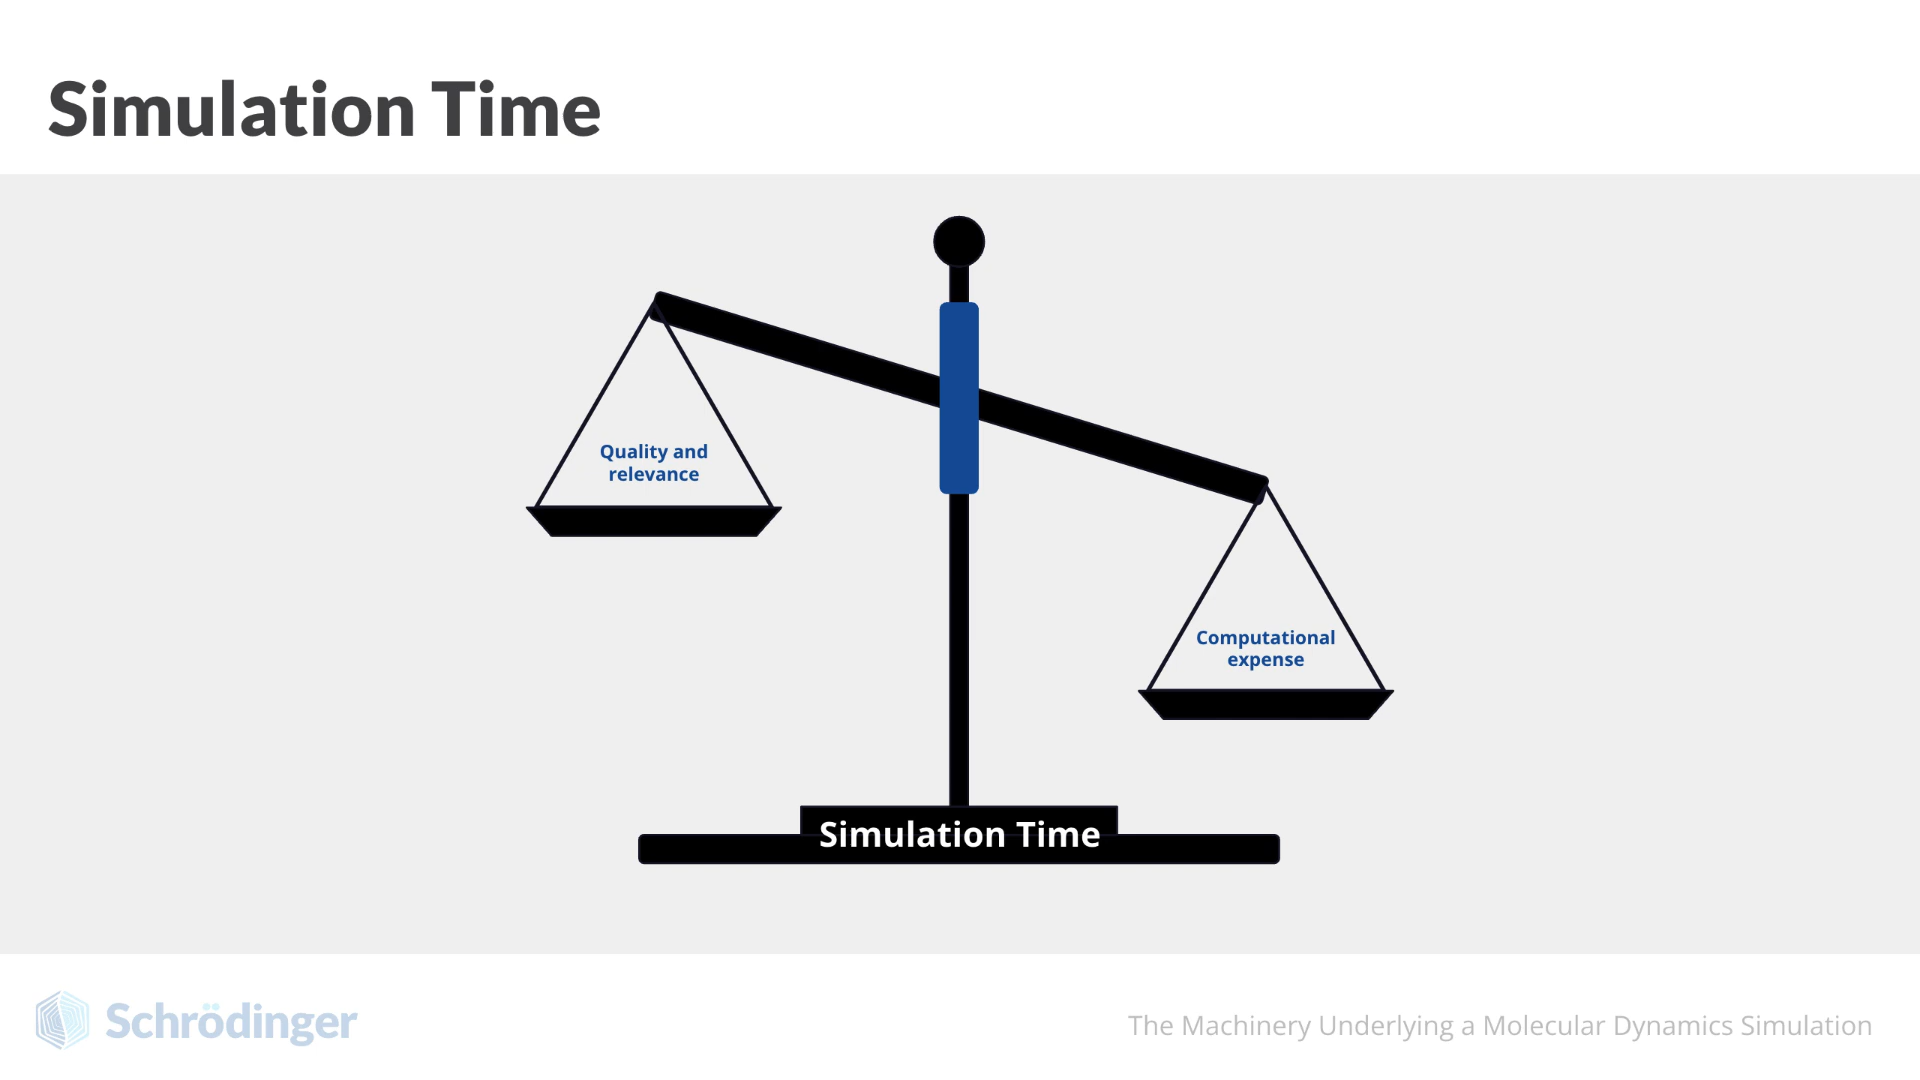 Simulation Time
Quality and
relevance
Computational
expense
Simulation Time
Schrödinger
The Machinery Underlying a Molecular Dynamics Simulation